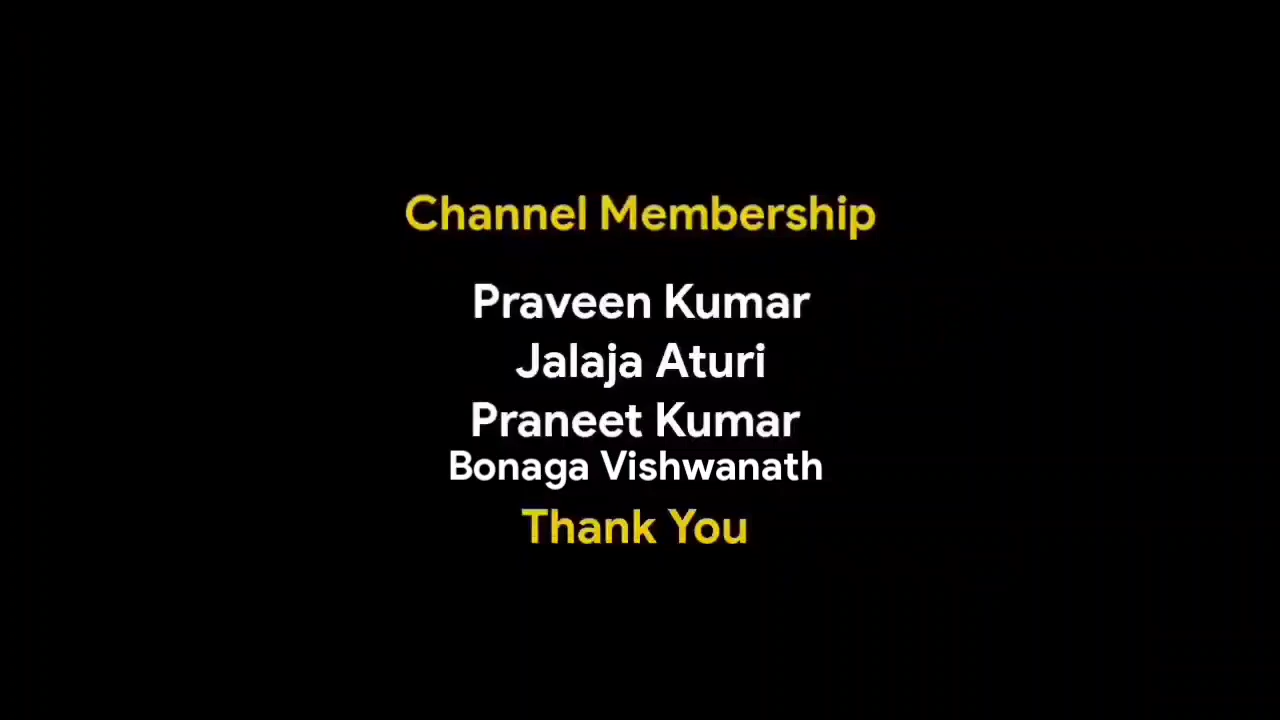 Channel Membership
Praveen Kumar
Jalaja Aturi
Praneet Kumar
Bonaga Vishwanath
Thank You